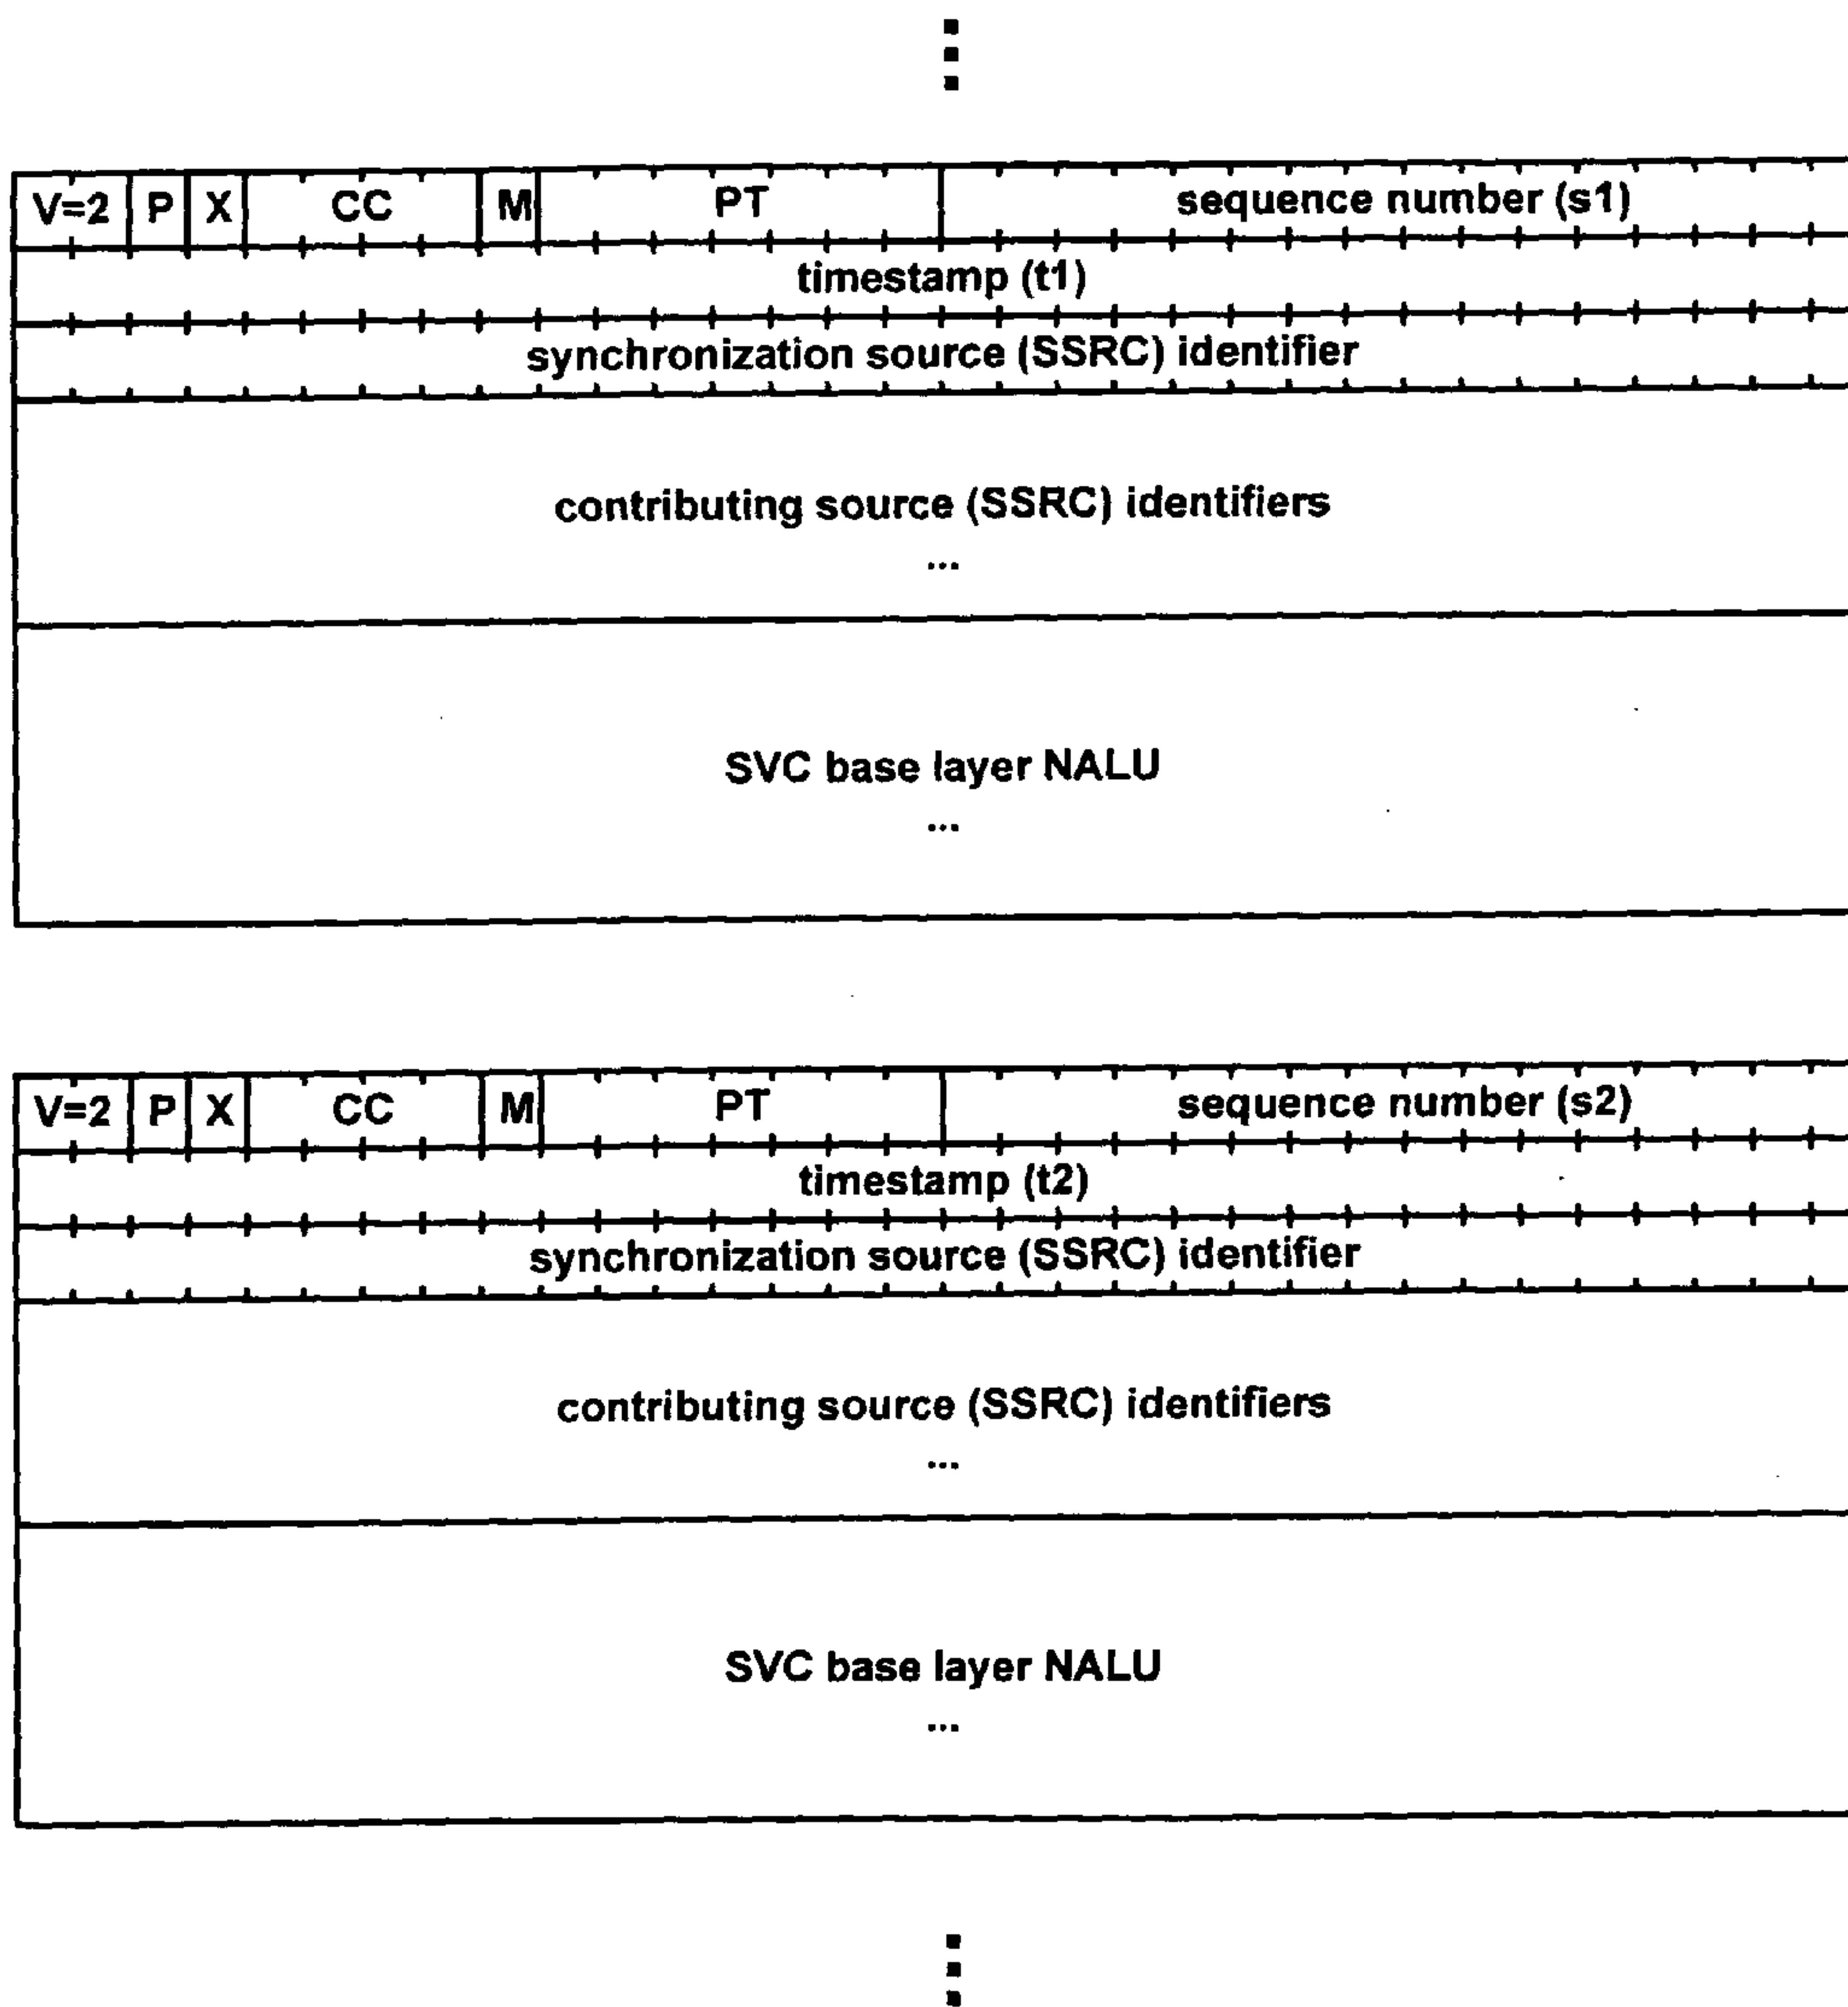 V=2 P X CC M PT sequence number (s1)
timestamp (t1)
synchronization source (SSRC) identifier
contributing source (SSRC) identifiers
...
SVC base layer NALU
...
V=2 P X CC M PT sequence number (s2)
timestamp (t2)
synchronization source (SSRC) identifier
contributing source (SSRC) identifiers
...
SVC base layer NALU
...